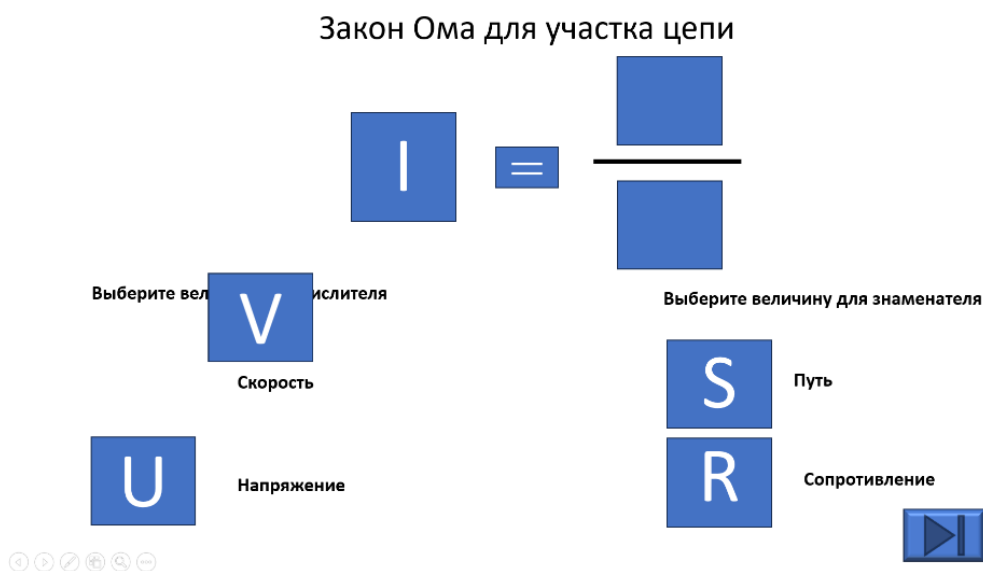 Закон Ома для участка цепи
I = 
Выберите вел ислителя
Выберите величину для знаменателя
V
Скорость
S Путь
U Напряжение
R Сопротивление